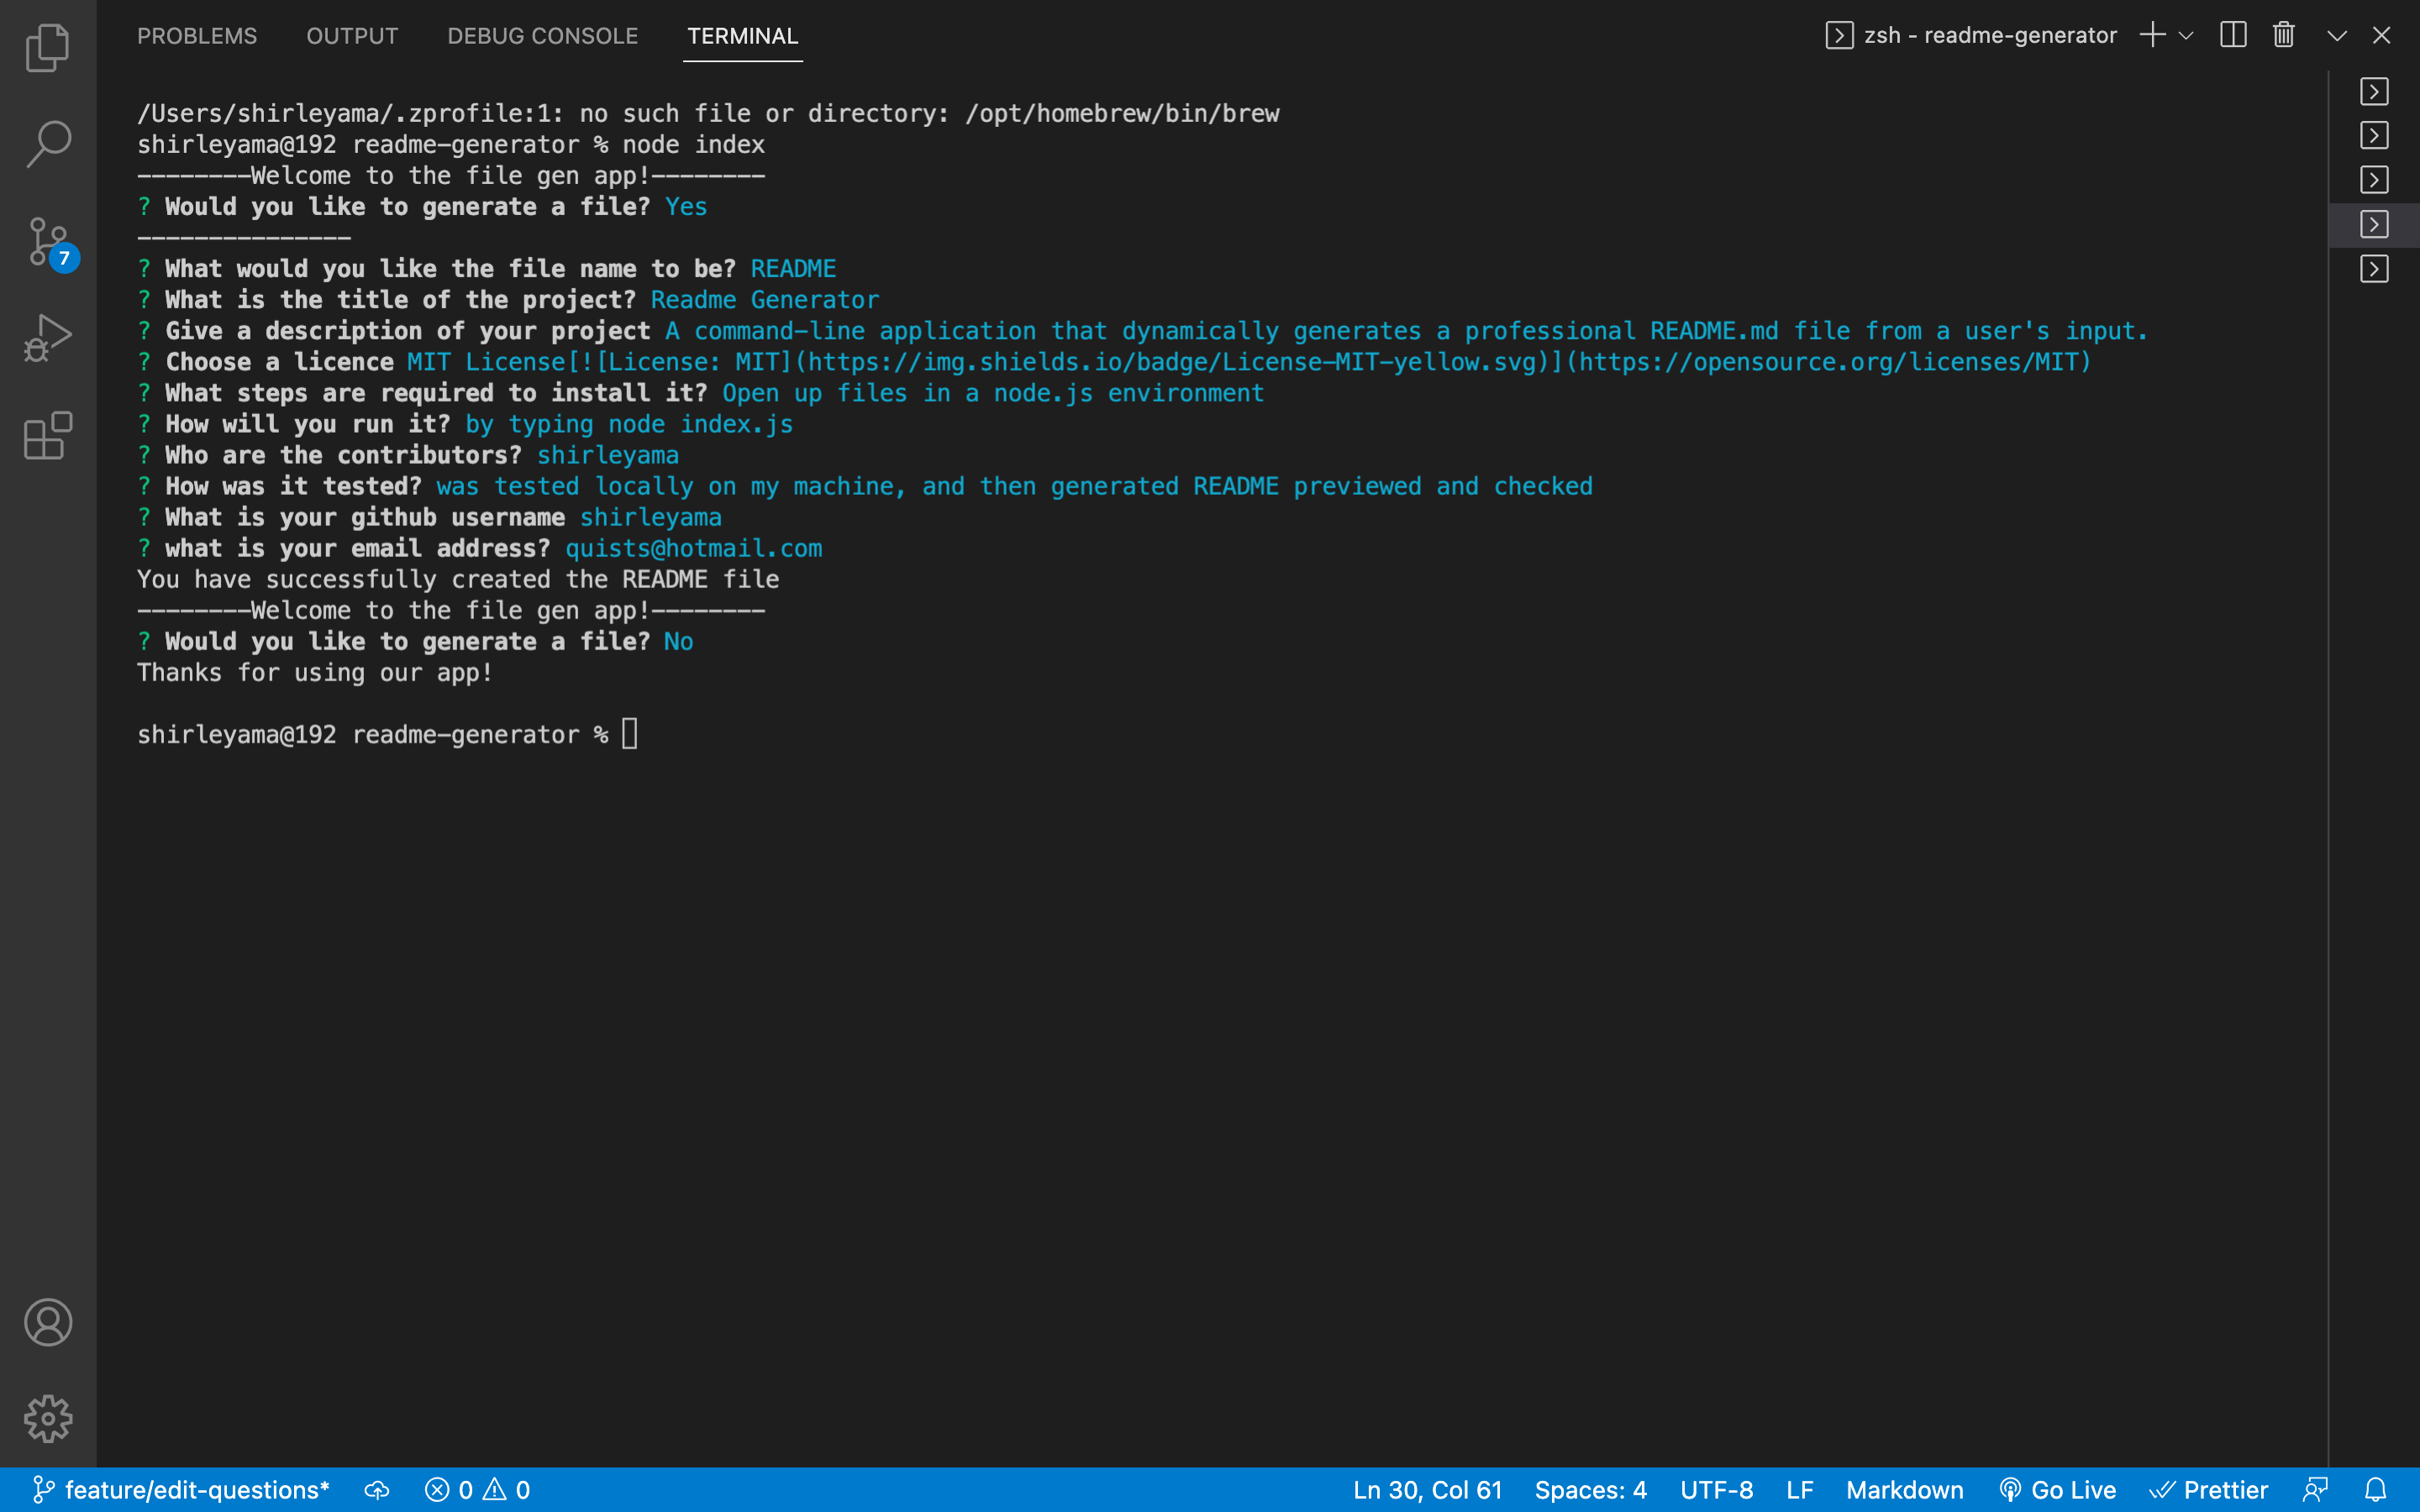 PROBLEMS OUTPUT DEBUG CONSOLE TERMINAL zsh - readme-generator
/Users/shirleyama/.zprofile:1: no such file or directory: /opt/homebrew/bin/brew
shirleyama@192 readme-generator % node index
--------Welcome to the file gen app!--------
? Would you like to generate a file? Yes
---------------
? What would you like the file name to be? README
? What is the title of the project? Readme Generator
? Give a description of your project A command-line application that dynamically generates a professional README.md file from a user's input.
? Choose a licence MIT License[![License: MIT](https://img.shields.io/badge/License-MIT-yellow.svg)](https://opensource.org/licenses/MIT)
? What steps are required to install it? Open up files in a node.js environment
? How will you run it? by typing node index.js
? Who are the contributors? shirleyama
? How was it tested? was tested locally on my machine, and then generated README previewed and checked
? What is your github username shirleyama
? what is your email address? quists@hotmail.com
You have successfully created the README file
--------Welcome to the file gen app!--------
? Would you like to generate a file? No
Thanks for using our app!
shirleyama@192 readme-generator %
7
feature/edit-questions* 0 0 Ln 30, Col 61 Spaces: 4 UTF-8 LF Markdown Go Live Prettier